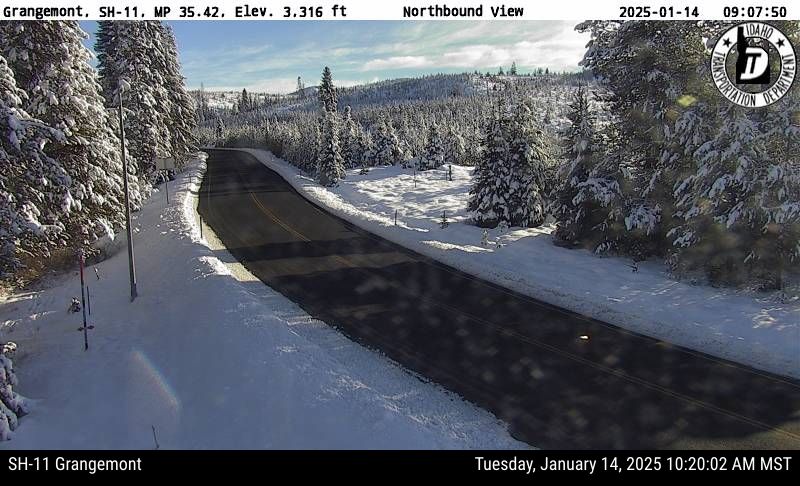 Grangemont, SH-11, MP 35.42, Elev. 3,316 ft Northbound View 2025-01-14 09:07:50
IDAHO
TRANSPORTATION DEPARTMENT
SH-11 Grangemont Tuesday, January 14, 2025 10:20:02 AM MST